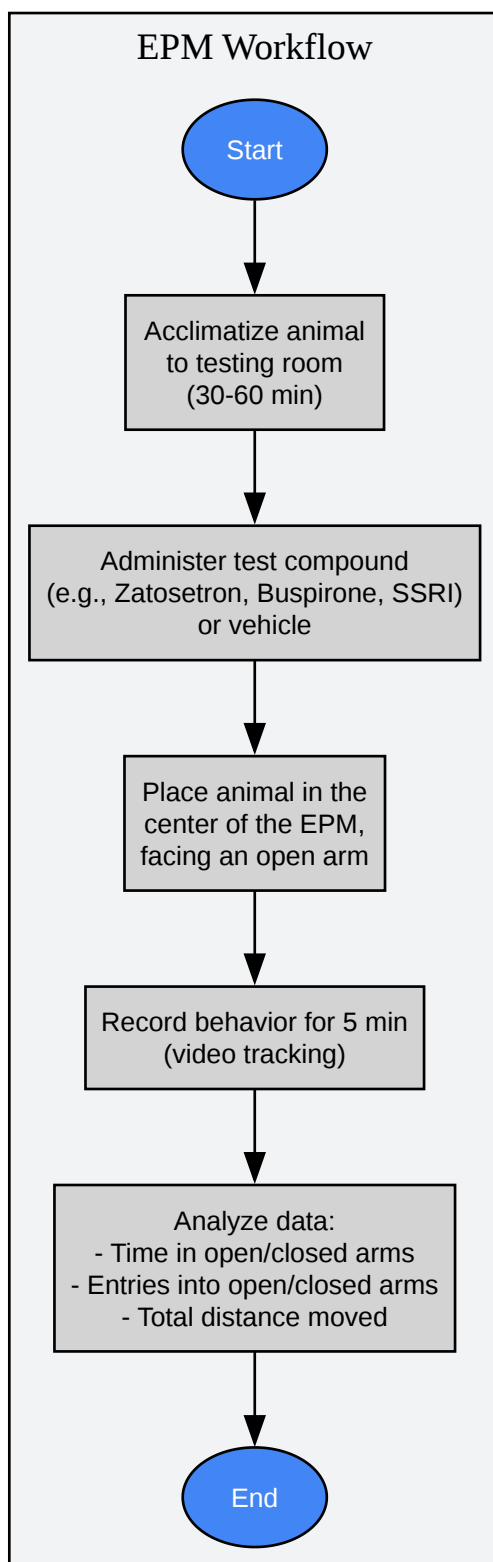 EPM Workflow
Start
Acclimatize animal
to testing room
(30-60 min)
Administer test compound
(e.g., Zatosetron, Buspirone, SSRI)
or vehicle
Place animal in the
center of the EPM,
facing an open arm
Record behavior for 5 min
(video tracking)
Analyze data:
- Time in open/closed arms
- Entries into open/closed arms
- Total distance moved
End